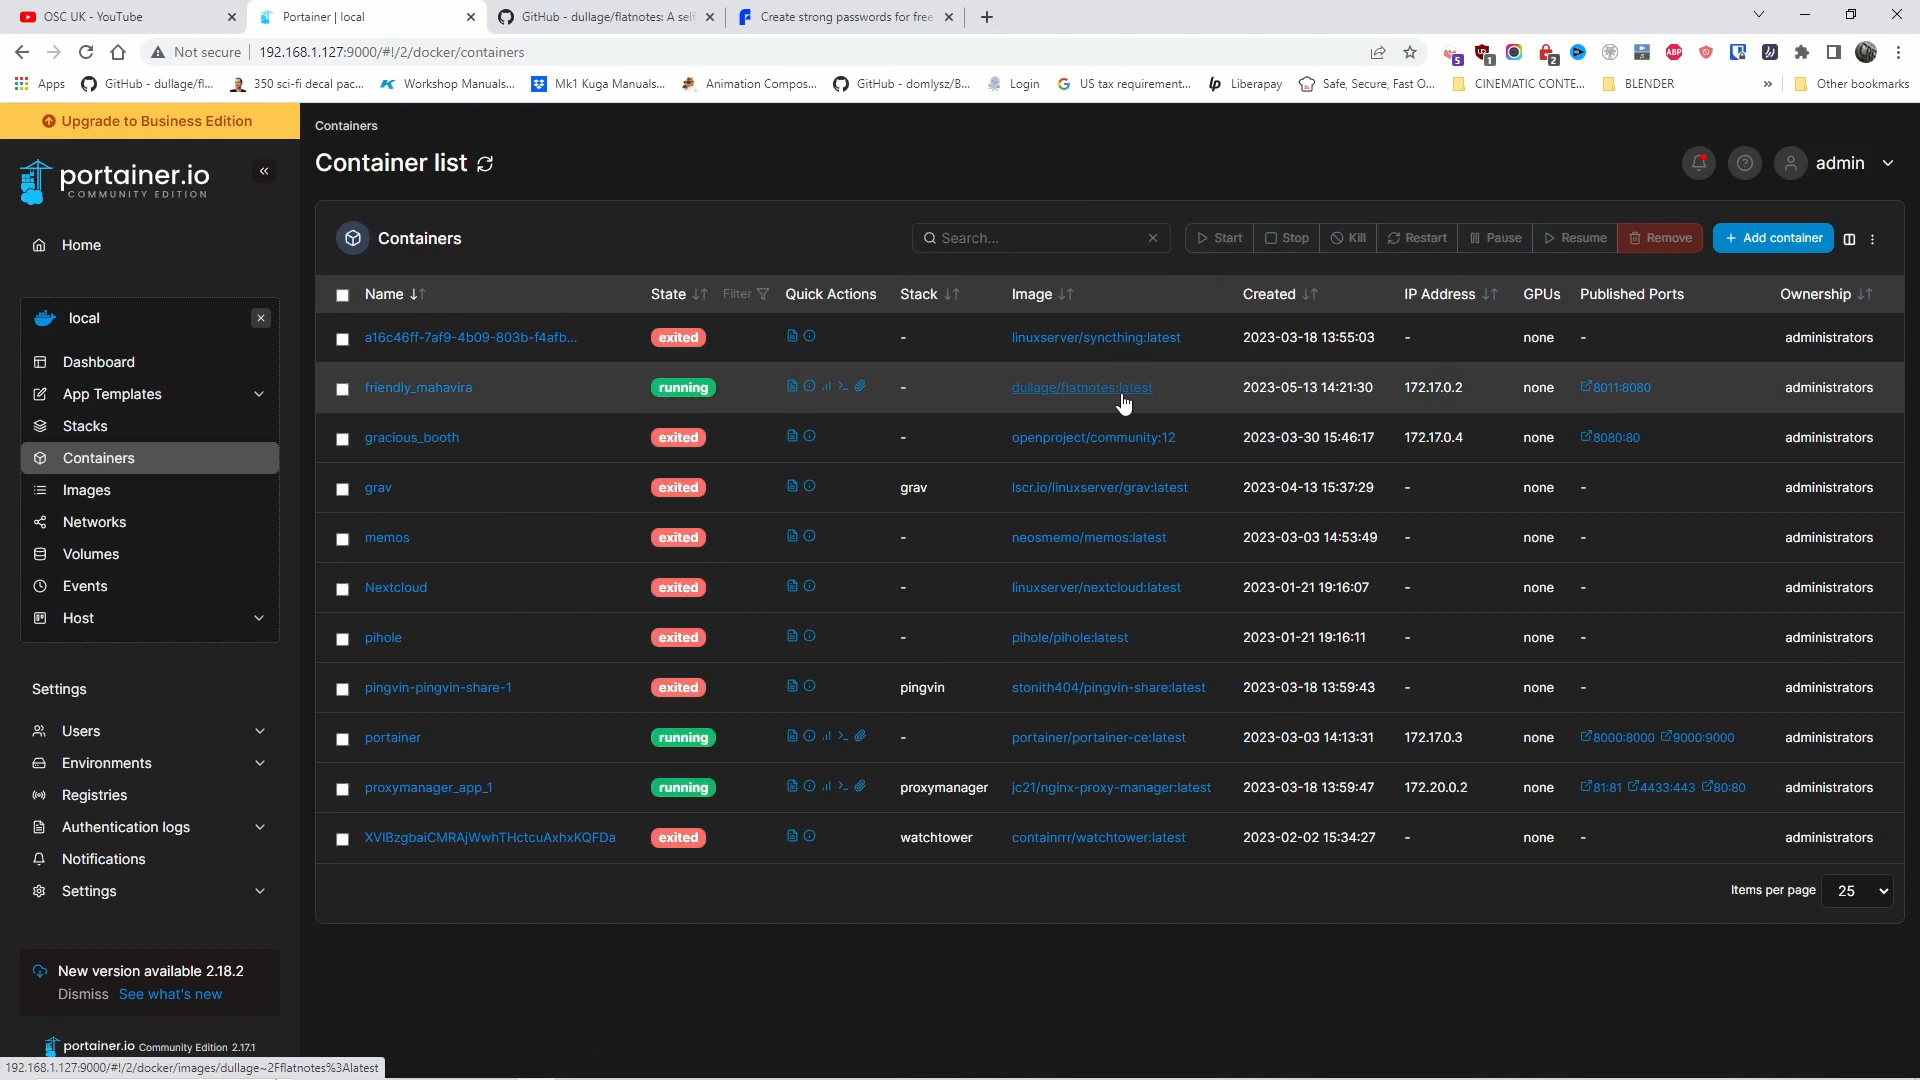 OSC UK - YouTube
Portainer | local
GitHub - dullage/flatnotes: A self
Create strong passwords for free
Not secure
192.168.1.127:9000/#!/2/docker/containers
5
1
2
ABP
Apps
GitHub - dullage/fl...
350 sci-fi decal pac...
Workshop Manuals...
Mk1 Kuga Manuals...
Animation Compos...
GitHub - domlysz/B...
Login
US tax requirement...
Liberapay
Safe, Secure, Fast O...
CINEMATIC CONTE...
BLENDER
»
Other bookmarks
Upgrade to Business Edition
portainer.io
COMMUNITY EDITION
Home
local
Dashboard
App Templates
Stacks
Containers
Images
Networks
Volumes
Events
Host
Settings
Users
Environments
Registries
Authentication logs
Notifications
Settings
New version available 2.18.2
Dismiss See what's new
portainer.io Community Edition 2.17.1
192.168.1.127:9000/#!/2/docker/images/dullage~2Fflatnotes%3Alatest
Containers
Container list
admin
Containers
Search...
Start
Stop
Kill
Restart
Pause
Resume
Remove
+ Add container
Name State Filter Quick Actions Stack Image Created IP Address GPUs Published Ports Ownership
a16c46ff-7af9-4b09-803b-f4afb... exited - linuxserver/syncthing:latest 2023-03-18 13:55:03 - none - administrators
friendly_mahavira running - dullage/flatnotes:latest 2023-05-13 14:21:30 172.17.0.2 none 8011:8080 administrators
gracious_booth exited - openproject/community:12 2023-03-30 15:46:17 172.17.0.4 none 8080:80 administrators
grav exited grav lscr.io/linuxserver/grav:latest 2023-04-13 15:37:29 - none - administrators
memos exited - neosmemo/memos:latest 2023-03-03 14:53:49 - none - administrators
Nextcloud exited - linuxserver/nextcloud:latest 2023-01-21 19:16:07 - none - administrators
pihole exited - pihole/pihole:latest 2023-01-21 19:16:11 - none - administrators
pingvin-pingvin-share-1 exited pingvin stonith404/pingvin-share:latest 2023-03-18 13:59:43 - none - administrators
portainer running - portainer/portainer-ce:latest 2023-03-03 14:13:31 172.17.0.3 none 8000:8000 9000:9000 administrators
proxymanager_app_1 running proxymanager jc21/nginx-proxy-manager:latest 2023-03-18 13:59:47 172.20.0.2 none 81:81 4433:443 80:80 administrators
XVlBzgbaiCMRAjWwhTHctcuAxhxKQFDa exited watchtower containrrr/watchtower:latest 2023-02-02 15:34:27 - none - administrators
Items per page 25